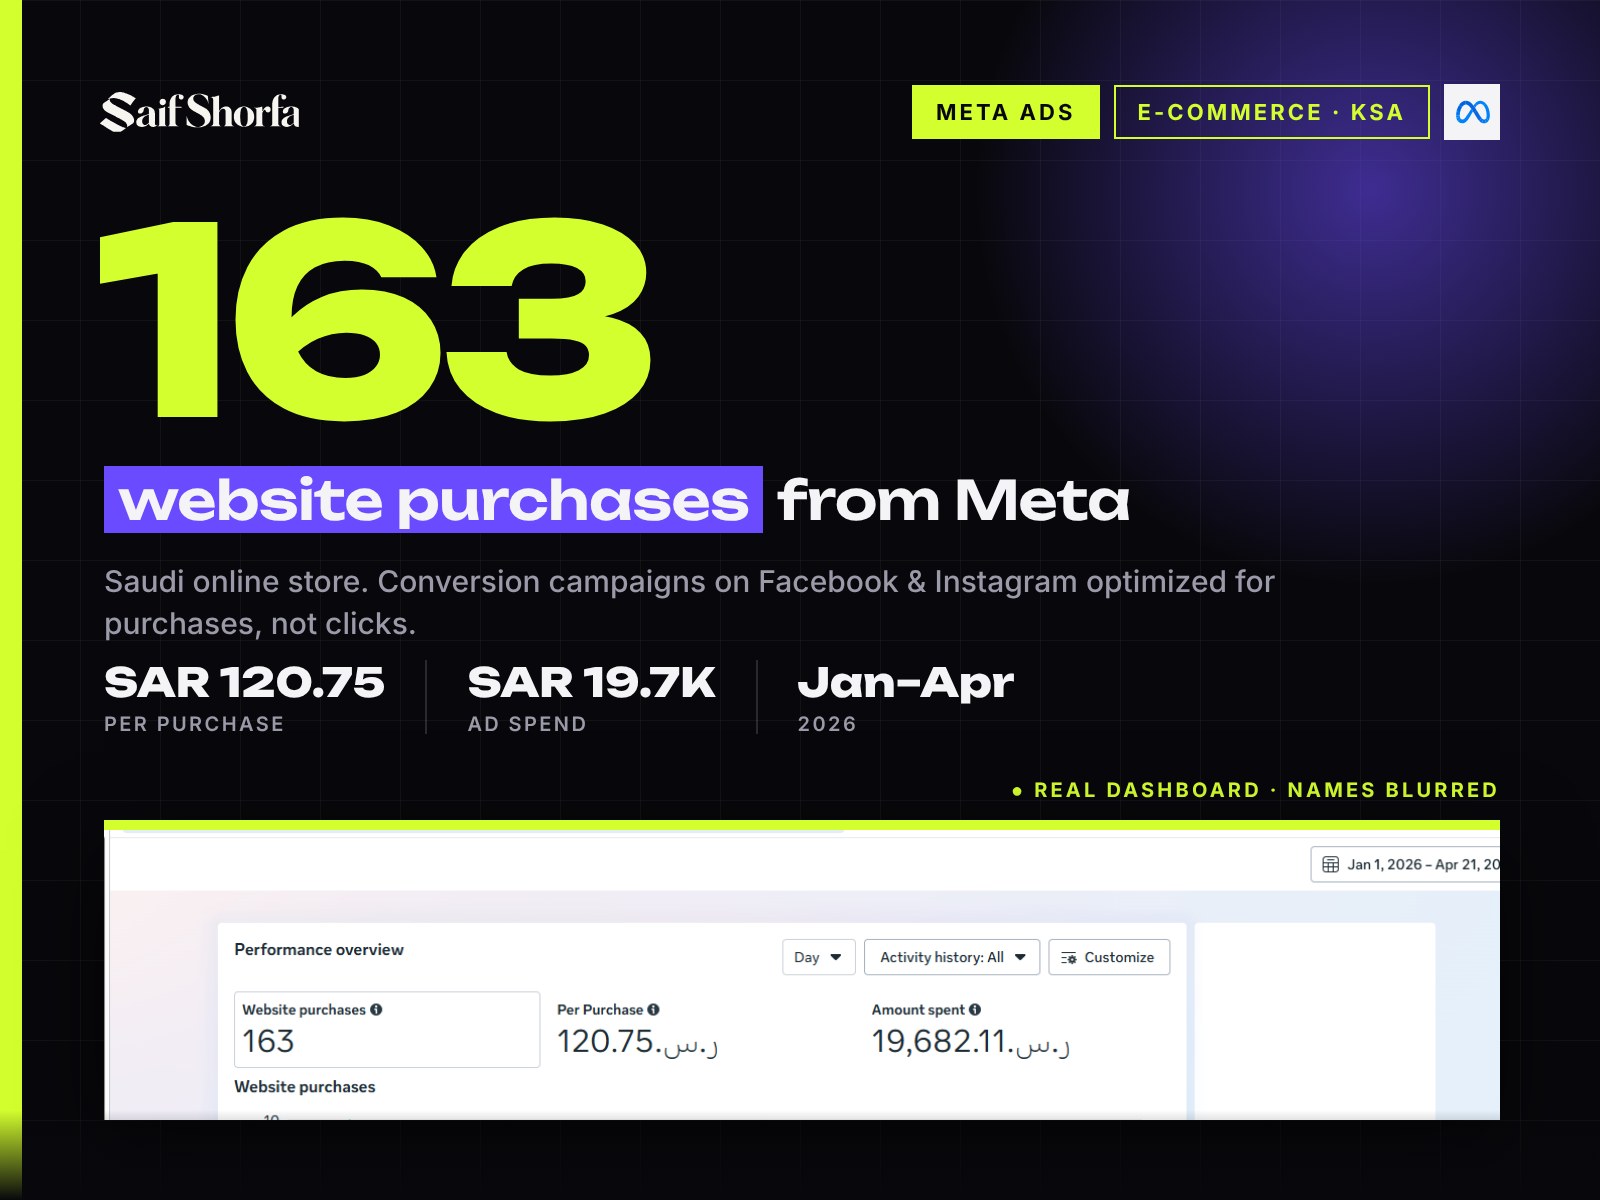 Saif Shorfa
META ADS
E-COMMERCE · KSA
163
website purchases from Meta
Saudi online store. Conversion campaigns on Facebook & Instagram optimized for
purchases, not clicks.
SAR 120.75
PER PURCHASE
SAR 19.7K
AD SPEND
Jan–Apr
2026
• REAL DASHBOARD · NAMES BLURRED
Jan 1, 2026 – Apr 21, 20
Performance overview
Day
Activity history: All
Customize
Website purchases
163
Per Purchase
120.75.ر.س
Amount spent
19,682.11.ر.س
Website purchases